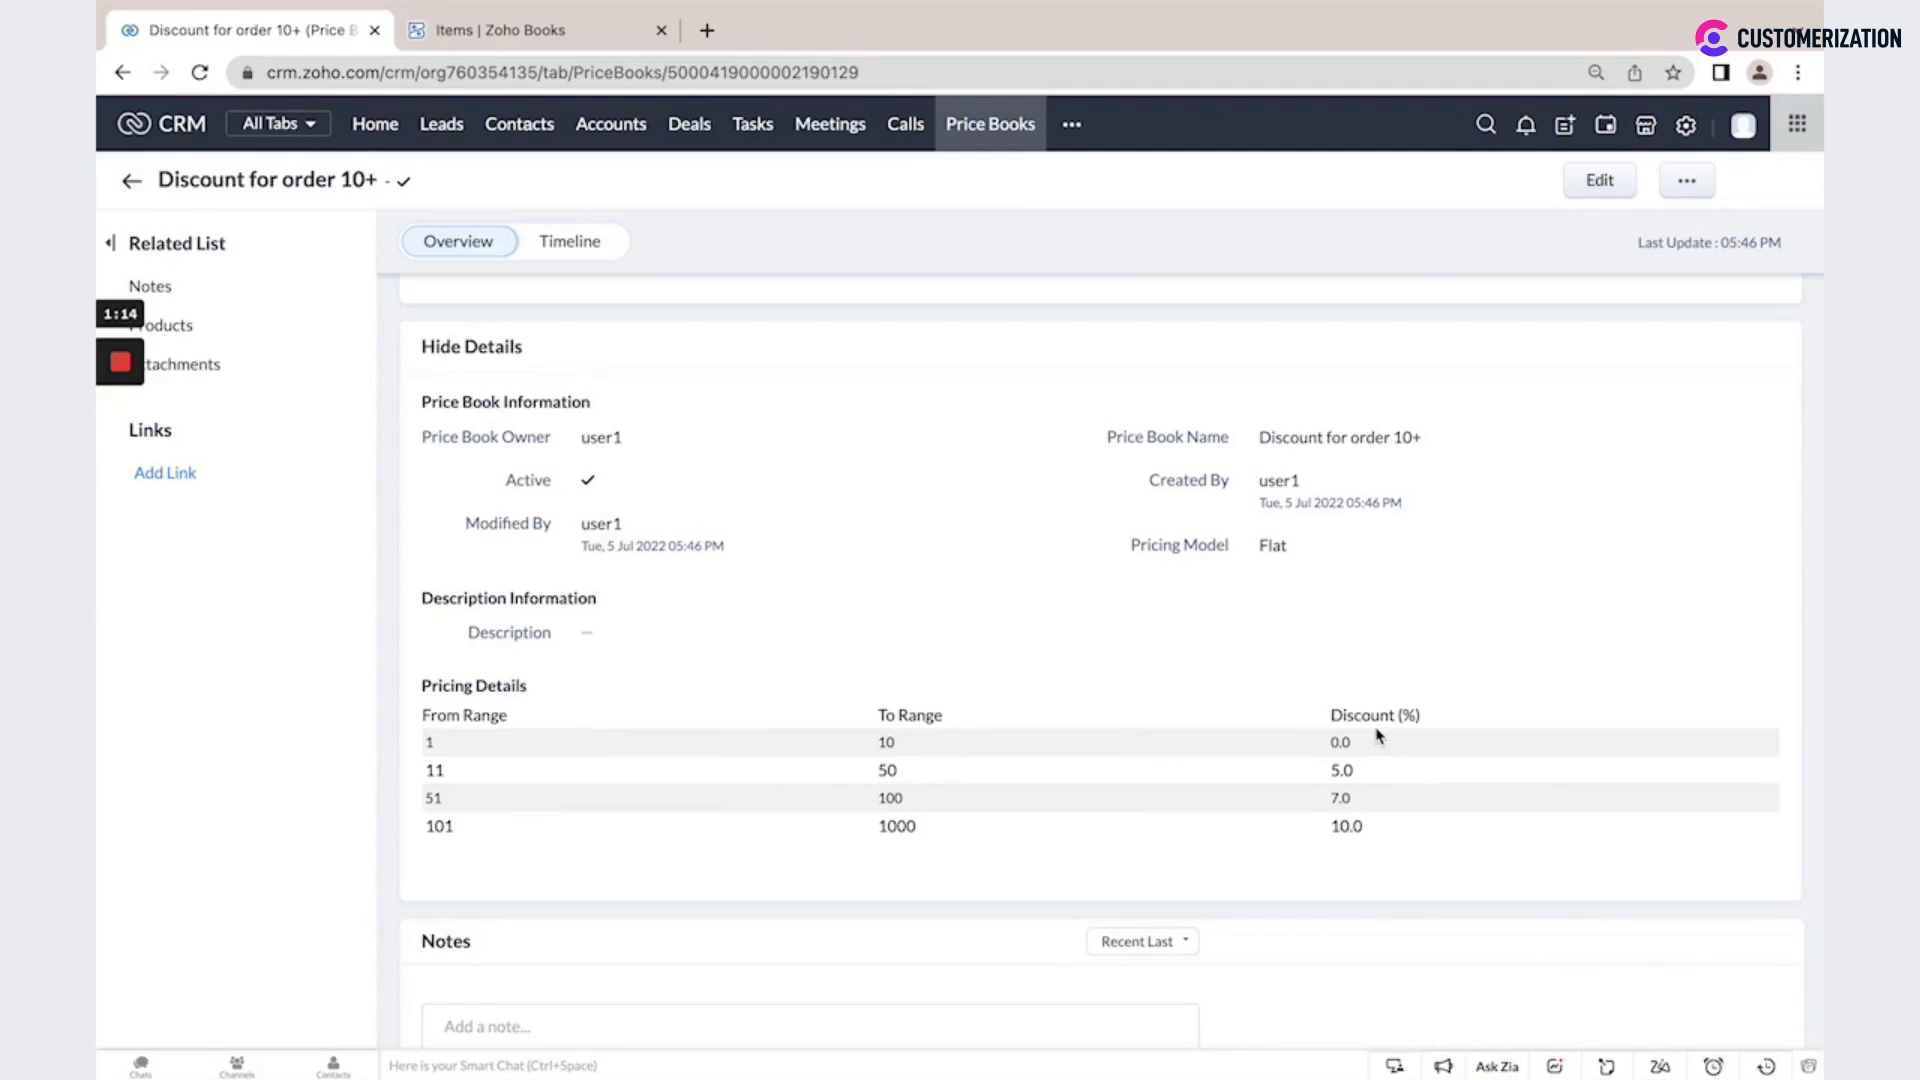 Discount for order 10+ (Price B
Items | Zoho Books
CUSTOMERIZATION
crm.zoho.com/crm/org760354135/tab/PriceBooks/5000419000002190129
CRM
All Tabs
Home
Leads
Contacts
Accounts
Deals
Tasks
Meetings
Calls
Price Books
Discount for order 10+ -
Edit
Related List
Overview
Timeline
Last Update : 05:46 PM
Notes
1:14
roducts
ttachments
Links
Add Link
Hide Details
Price Book Information
Price Book Owner user1
Price Book Name Discount for order 10+
Active
Created By user1
Tue, 5 Jul 2022 05:46 PM
Modified By user1
Tue, 5 Jul 2022 05:46 PM
Pricing Model Flat
Description Information
Description —
Pricing Details
From Range To Range Discount (%)
1 10 0.0
11 50 5.0
51 100 7.0
101 1000 10.0
Notes
Recent Last
Add a note...
Chats
Channels
Contacts
Here is your Smart Chat (Ctrl+Space)
Ask Zia